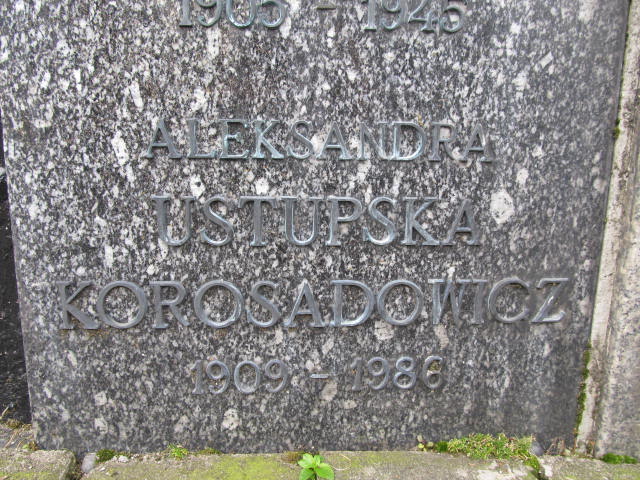 1905 - 1945
ALEKSANDRA
USTUPSKA
KOROSADOWICZ
1909 - 1986